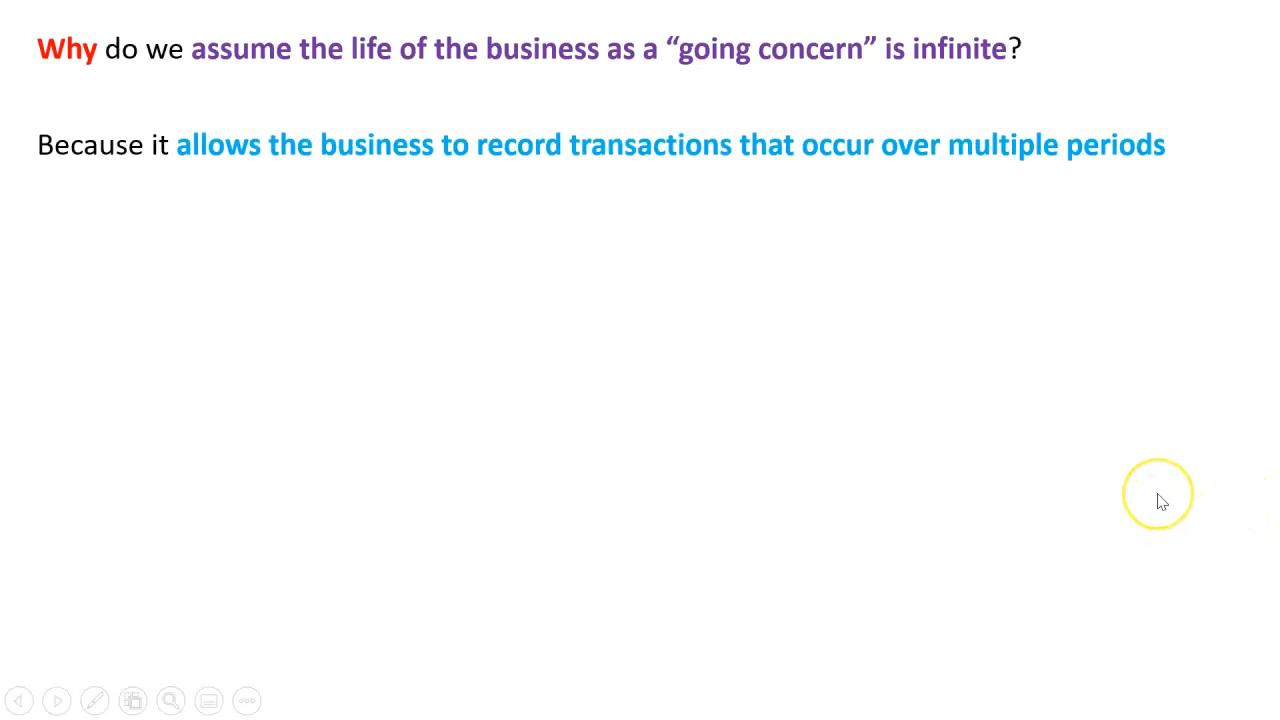 Why do we assume the life of the business as a “going concern” is infinite?
Because it allows the business to record transactions that occur over multiple periods